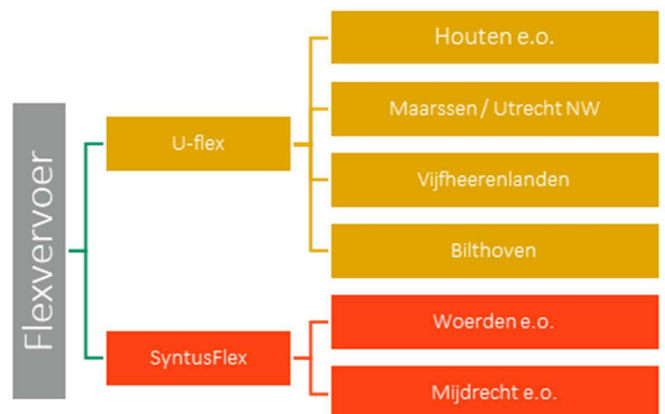 Flexvervoer
U-flex
Houten e.o.
Maarssen / Utrecht NW
Vijfheerenlanden
Bilthoven
SyntusFlex
Woerden e.o.
Mijdrecht e.o.